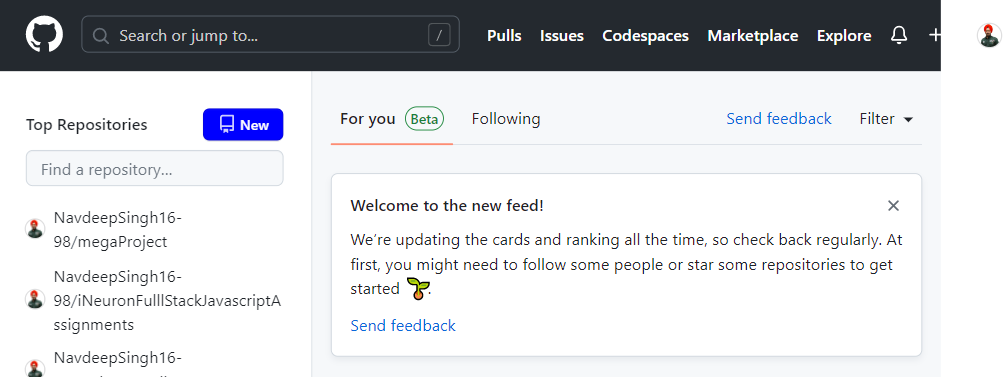 Search or jump to... /
Pulls Issues Codespaces Marketplace Explore
Top Repositories
New
Find a repository...
NavdeepSingh16-
98/megaProject
NavdeepSingh16-
98/iNeuronFulllStackJavascriptA
ssignments
NavdeepSingh16-
For you Beta Following Send feedback Filter
Welcome to the new feed!
We’re updating the cards and ranking all the time, so check back regularly. At
first, you might need to follow some people or star some repositories to get
started 🌱.
Send feedback